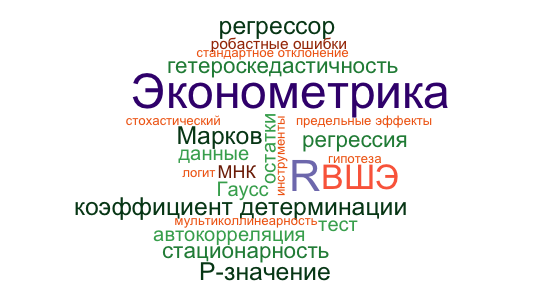 регрессор
робастные ошибки
стандартное отклонение
гетероскедастичность
Эконометрика
стохастический
предельные эффекты
Марков
остатки
инструменты
регрессия
данные
гипотеза
логит
МНК
R
ВШЭ
Гаусс
коэффициент детерминации
мультиколлинеарность
тест
автокорреляция
стационарность
Р-значение